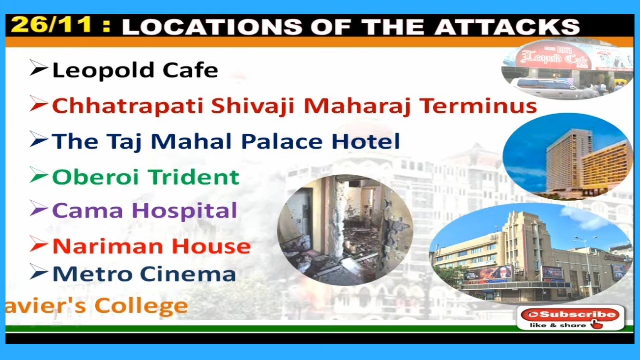 26/11 : LOCATIONS OF THE ATTACKS
Leopold Cafe
Chhatrapati Shivaji Maharaj Terminus
The Taj Mahal Palace Hotel
Oberoi Trident
Cama Hospital
Nariman House
Metro Cinema
avier's College
Subscribe
like & share